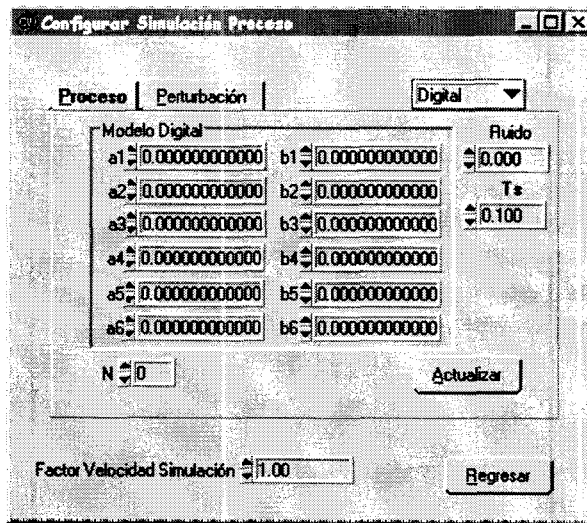 Configurar Simulación Proceso
Proceso Perturbación Digital
Modelo Digital Ruido
a1 0.000000000000 b1 0.000000000000 0.000
a2 0.000000000000 b2 0.000000000000 Ts
a3 0.000000000000 b3 0.000000000000 0.100
a4 0.000000000000 b4 0.000000000000
a5 0.000000000000 b5 0.000000000000
a6 0.000000000000 b6 0.000000000000
N 0 Actualizar
Factor Velocidad Simulación 1.00 Regresar